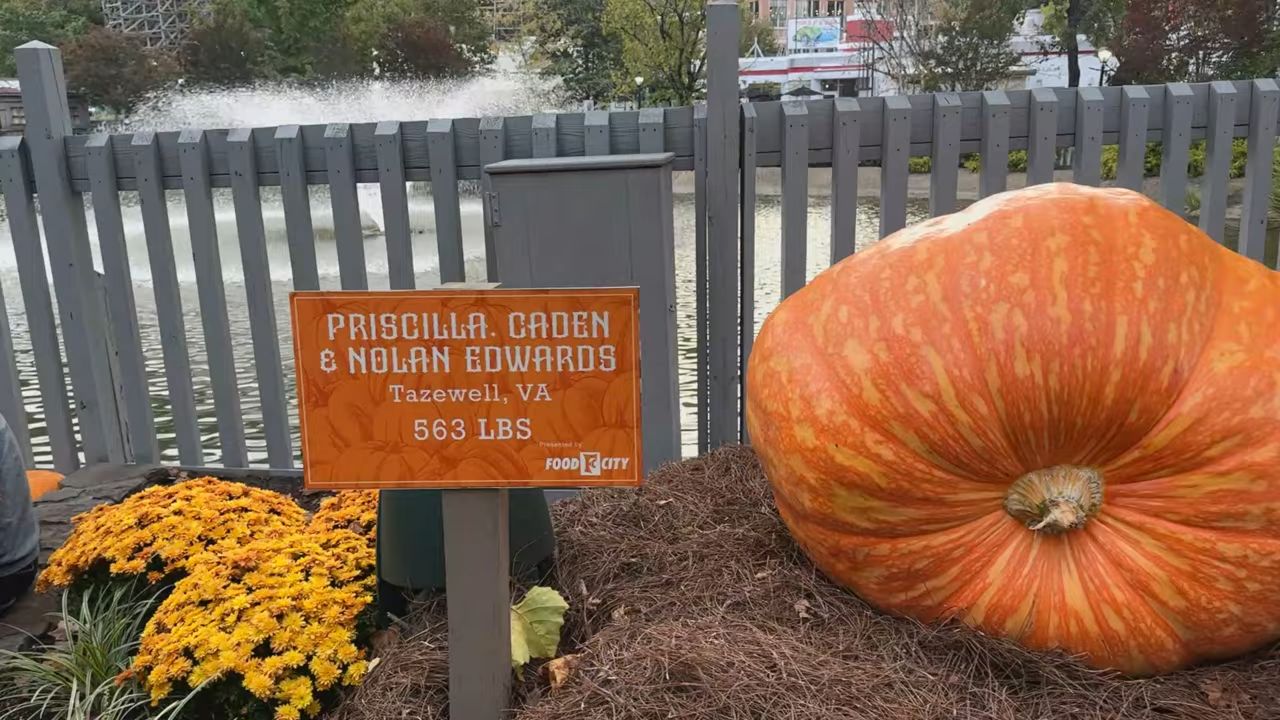 PRISCILLA. CADEN
& NOLAN EDWARDS
Tazewell, VA
563 LBS
Presented by
FOOD CITY